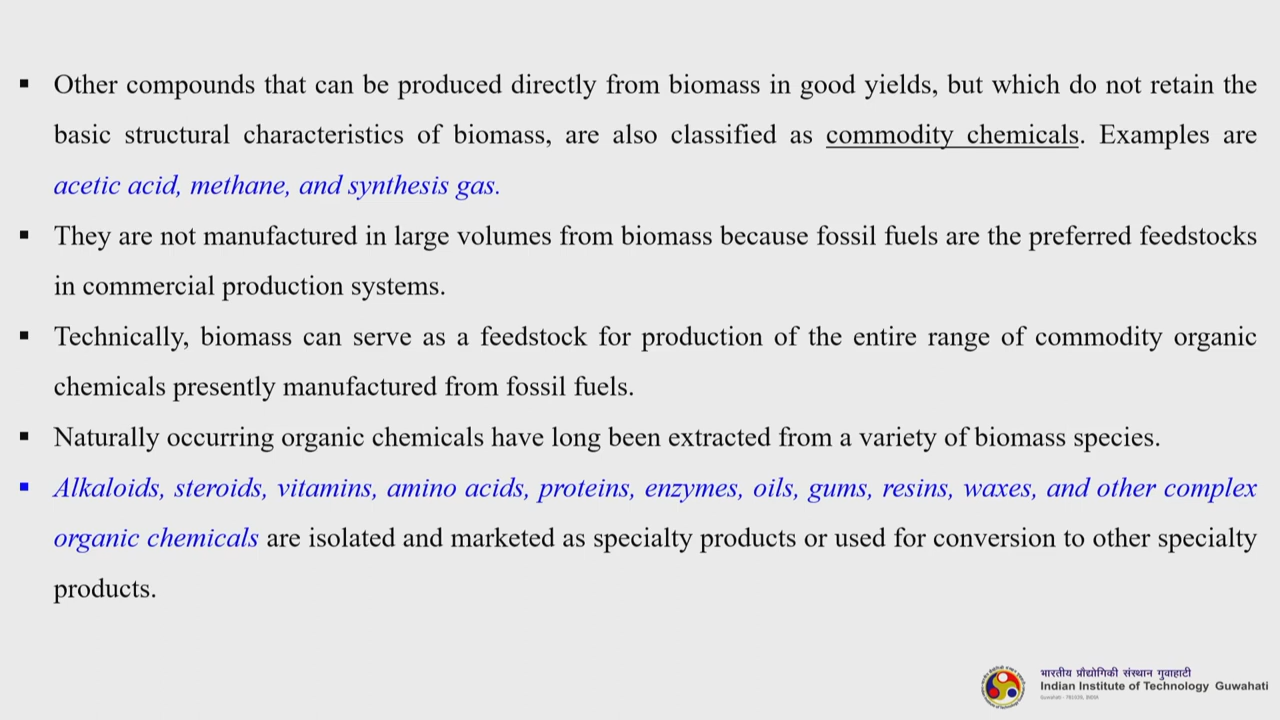 ▪ Other compounds that can be produced directly from biomass in good yields, but which do not retain the
basic structural characteristics of biomass, are also classified as commodity chemicals. Examples are
acetic acid, methane, and synthesis gas.
▪ They are not manufactured in large volumes from biomass because fossil fuels are the preferred feedstocks
in commercial production systems.
▪ Technically, biomass can serve as a feedstock for production of the entire range of commodity organic
chemicals presently manufactured from fossil fuels.
▪ Naturally occurring organic chemicals have long been extracted from a variety of biomass species.
▪ Alkaloids, steroids, vitamins, amino acids, proteins, enzymes, oils, gums, resins, waxes, and other complex
organic chemicals are isolated and marketed as specialty products or used for conversion to other specialty
products.
भारतीय प्रौद्योगिकी संस्थान गुवाहाटी
Indian Institute of Technology Guwahati
Guwahati - 781039, INDIA